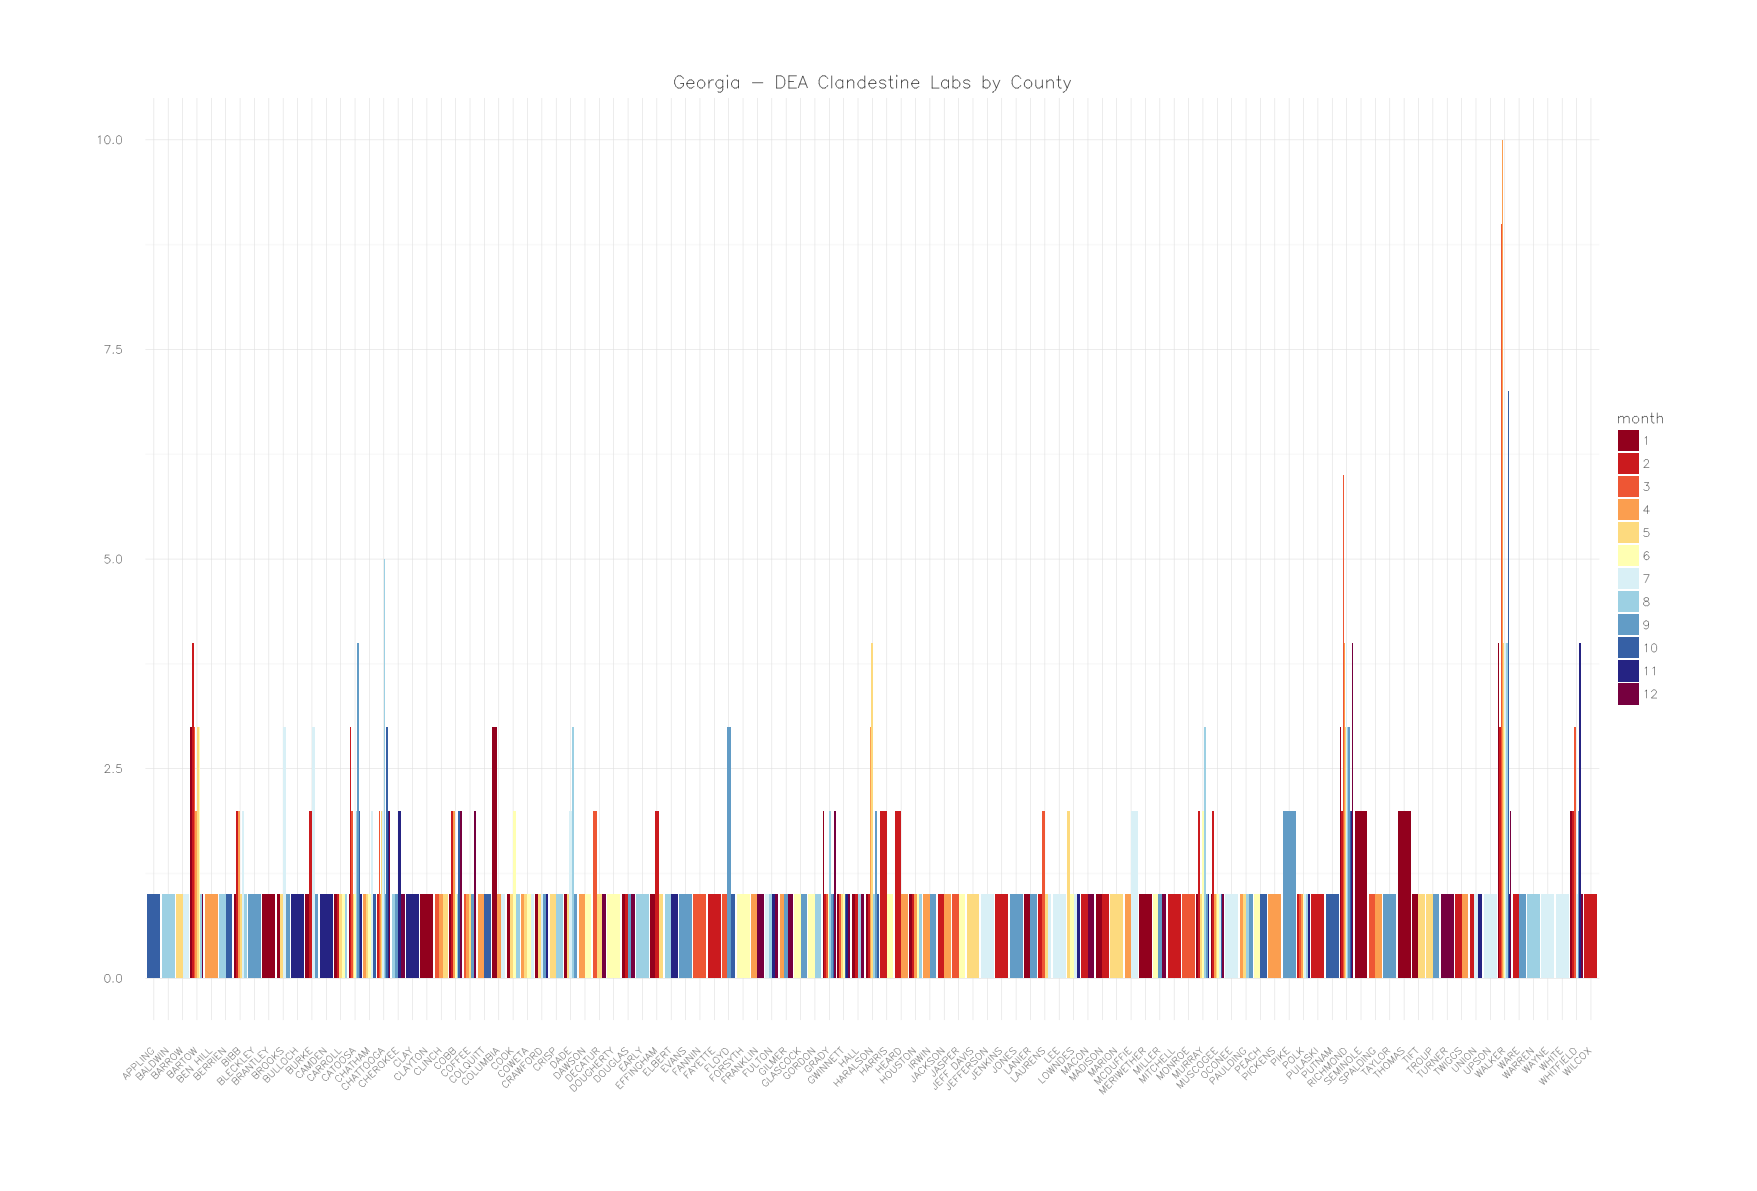 Georgia – DEA Clandestine Labs by County
10.0
7.5
5.0
2.5
0.0
month
1
2
3
4
5
6
7
8
9
10
11
12
APPLING
BALDWIN
BARROW
BARTOW
BEN HILL
BERRIEN
BIBB
BLECKLEY
BRANTLEY
BROOKS
BULLOCH
BURKE
CAMDEN
CARROLL
CATOOSA
CHATHAM
CHATTOOGA
CHEROKEE
CLAY
CLAYTON
CLINCH
COBB
COFFEE
COLQUITT
COLUMBIA
COOK
COWETA
CRAWFORD
CRISP
DADE
DAWSON
DECATUR
DOUGHERTY
DOUGLAS
EARLY
EFFINGHAM
ELBERT
EVANS
FANNIN
FAYETTE
FLOYD
FORSYTH
FRANKLIN
FULTON
GILMER
GLASCOCK
GORDON
GRADY
GWINNETT
HALL
HARALSON
HARRIS
HEARD
HOUSTON
IRWIN
JACKSON
JASPER
JEFF DAVIS
JEFFERSON
JENKINS
JONES
LANIER
LAURENS
LEE
LOWNDES
MACON
MADISON
MARION
MCDUFFIE
MERIWETHER
MILLER
MITCHELL
MONROE
MURRAY
MUSCOGEE
OCONEE
PAULDING
PEACH
PICKENS
PIKE
POLK
PULASKI
PUTNAM
RICHMOND
SEMINOLE
SPALDING
TAYLOR
THOMAS
TIFT
TROUP
TURNER
TWIGGS
UNION
UPSON
WALKER
WARE
WARREN
WAYNE
WHITE
WHITFIELD
WILCOX